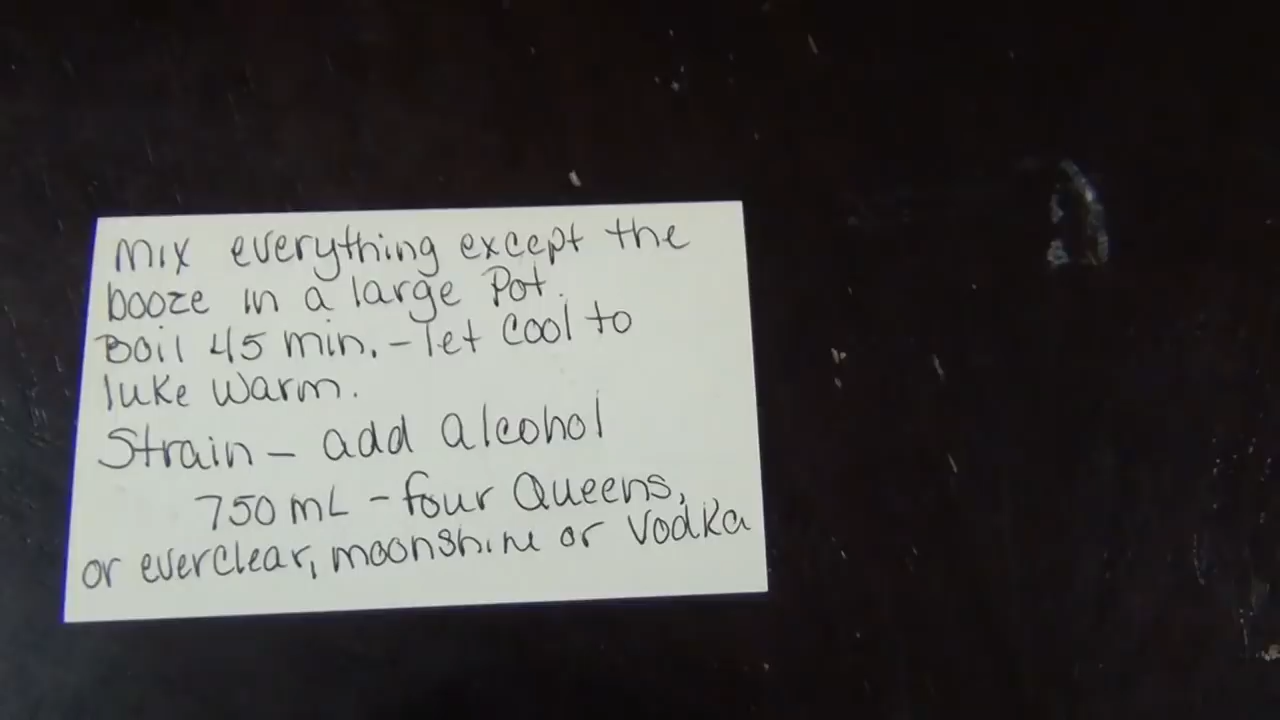 Mix everything except the
booze in a large Pot.
Boil 45 min. - let cool to
luke warm.
Strain - add alcohol
750 mL - four Queens,
or everclear, moonshine or Vodka